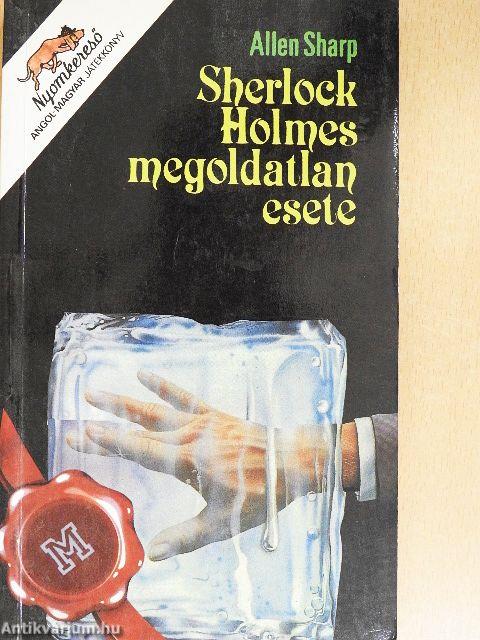 Nyomkereső
ANGOL MAGYAR JÁTÉKKÖNYV
Allen Sharp
Sherlock
Holmes
megoldatlan
esete
M
Antikvarium.hu